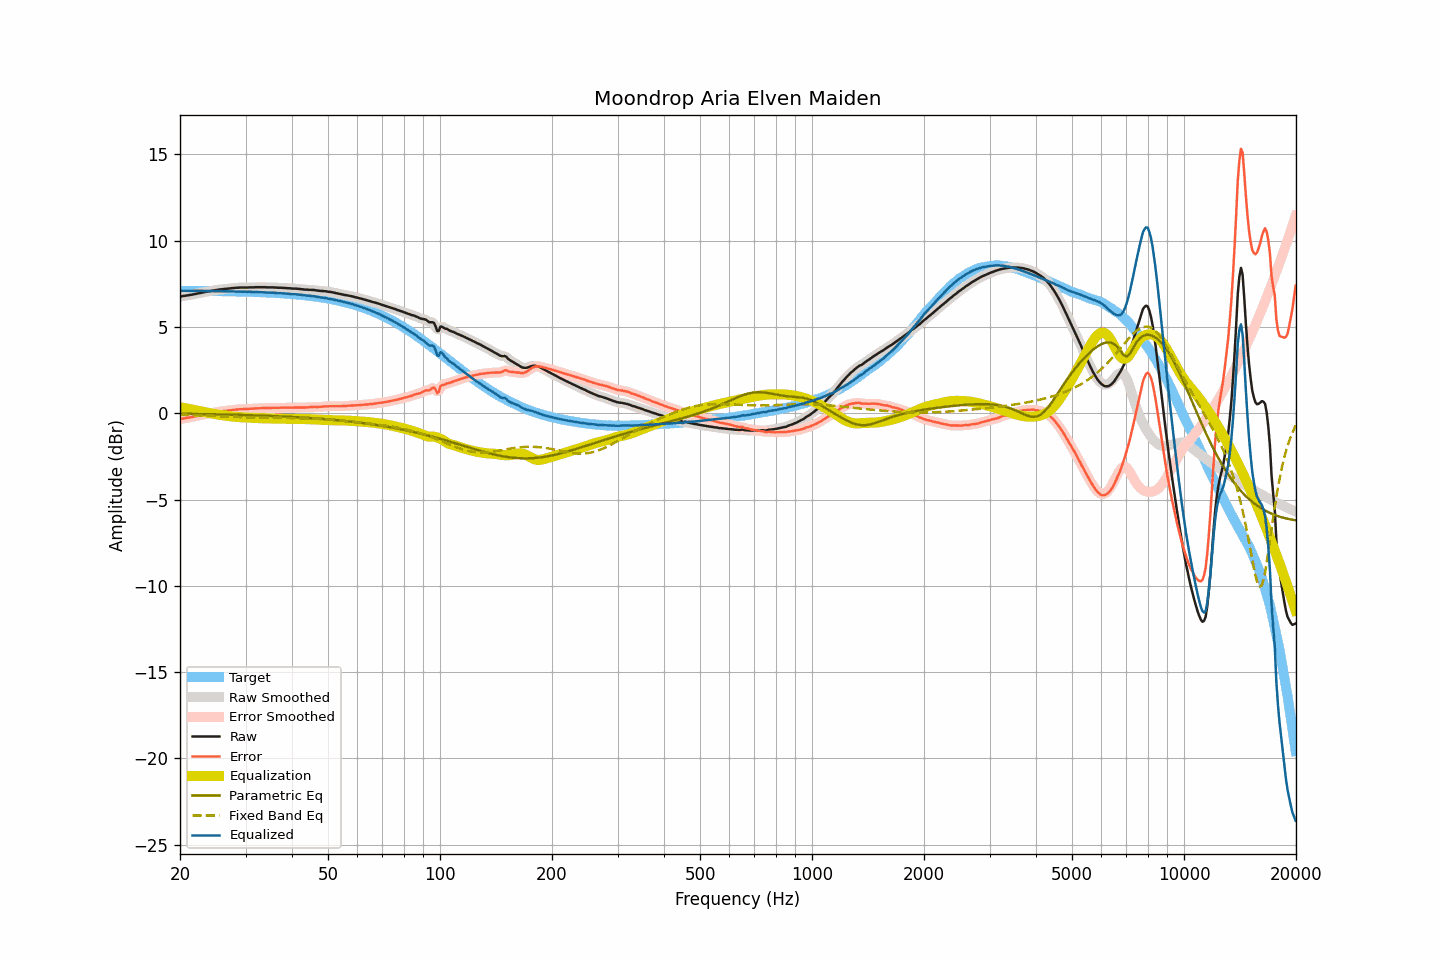 Moondrop Aria Elven Maiden
15
10
5
0
−5
−10
−15
−20
−25
Amplitude (dBr)
Target
Raw Smoothed
Error Smoothed
Raw
Error
Equalization
Parametric Eq
Fixed Band Eq
Equalized
20 50 100 200 500 1000 2000 5000 10000 20000
Frequency (Hz)